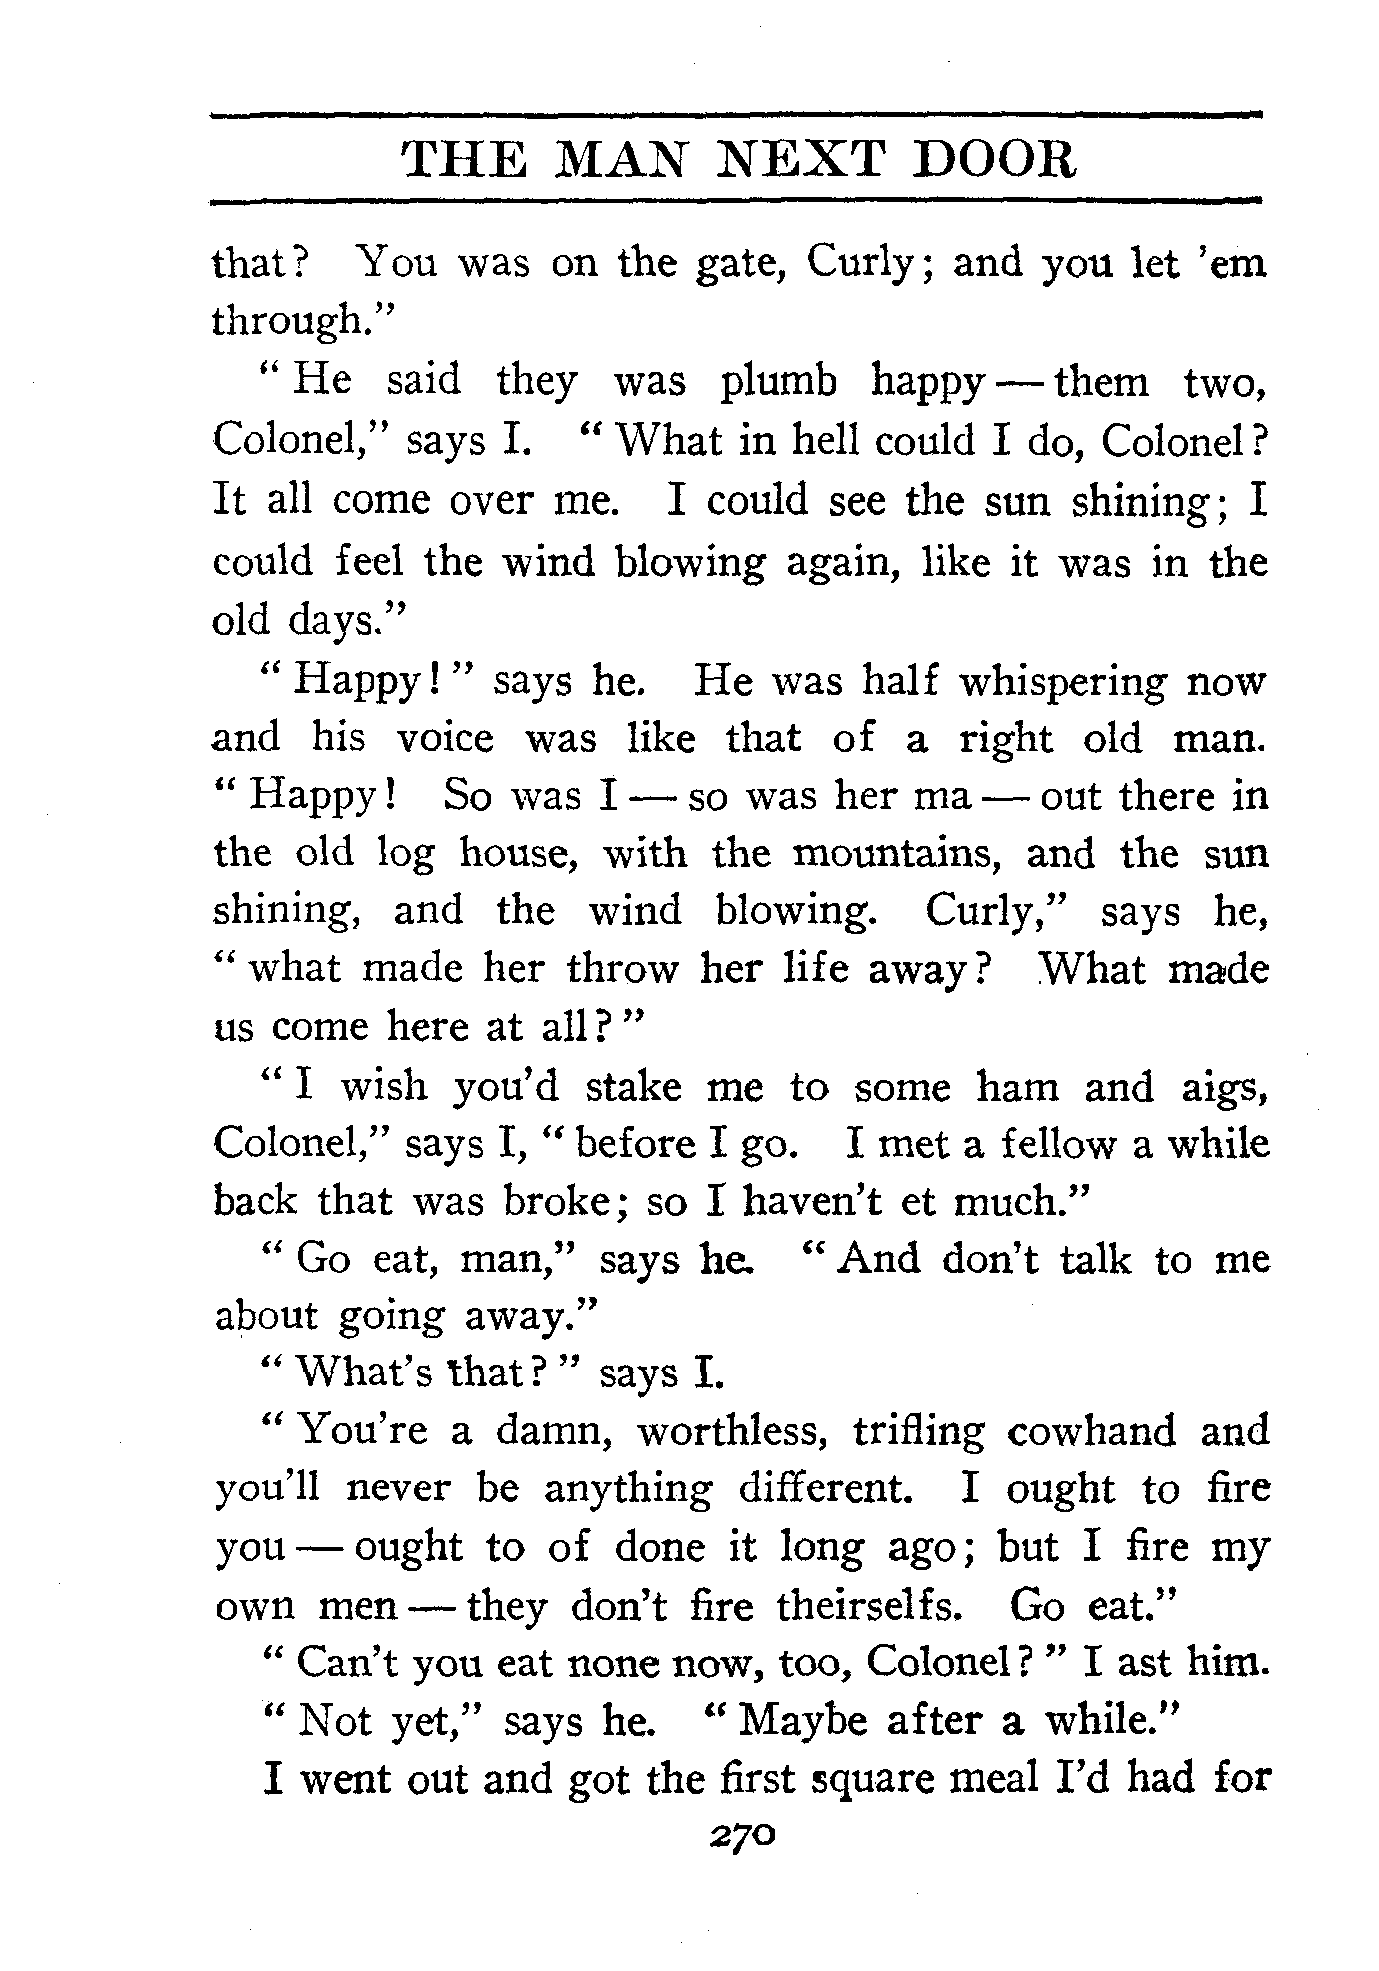 THE MAN NEXT DOOR
that? You was on the gate, Curly; and you let 'em
through."
" He said they was plumb happy — them two,
Colonel," says I. " What in hell could I do, Colonel?
It all come over me. I could see the sun shining; I
could feel the wind blowing again, like it was in the
old days."
" Happy! " says he. He was half whispering now
and his voice was like that of a right old man.
" Happy! So was I — so was her ma — out there in
the old log house, with the mountains, and the sun
shining, and the wind blowing. Curly," says he,
" what made her throw her life away? What made
us come here at all? "
" I wish you'd stake me to some ham and aigs,
Colonel," says I, " before I go. I met a fellow a while
back that was broke; so I haven't et much."
" Go eat, man," says he. " And don't talk to me
about going away."
" What's that? " says I.
" You're a damn, worthless, trifling cowhand and
you'll never be anything different. I ought to fire
you — ought to of done it long ago; but I fire my
own men — they don't fire theirselfs. Go eat."
" Can't you eat none now, too, Colonel? " I ast him.
" Not yet," says he. " Maybe after a while."
I went out and got the first square meal I'd had for
270